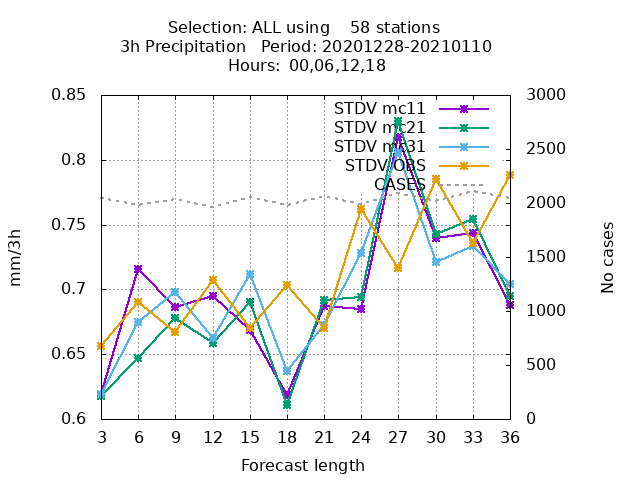 Selection: ALL using 58 stations
3h Precipitation Period: 20201228-20210110
Hours: 00,06,12,18
0.85 3000
STDV mc11
STDV mc21
STDV mc31
STDV OBS
CASES
0.8 2500
0.75 2000
0.7 1500
1000
0.65 500
0.6 0
mm/3h
No cases
3 6 9 12 15 18 21 24 27 30 33 36
Forecast length